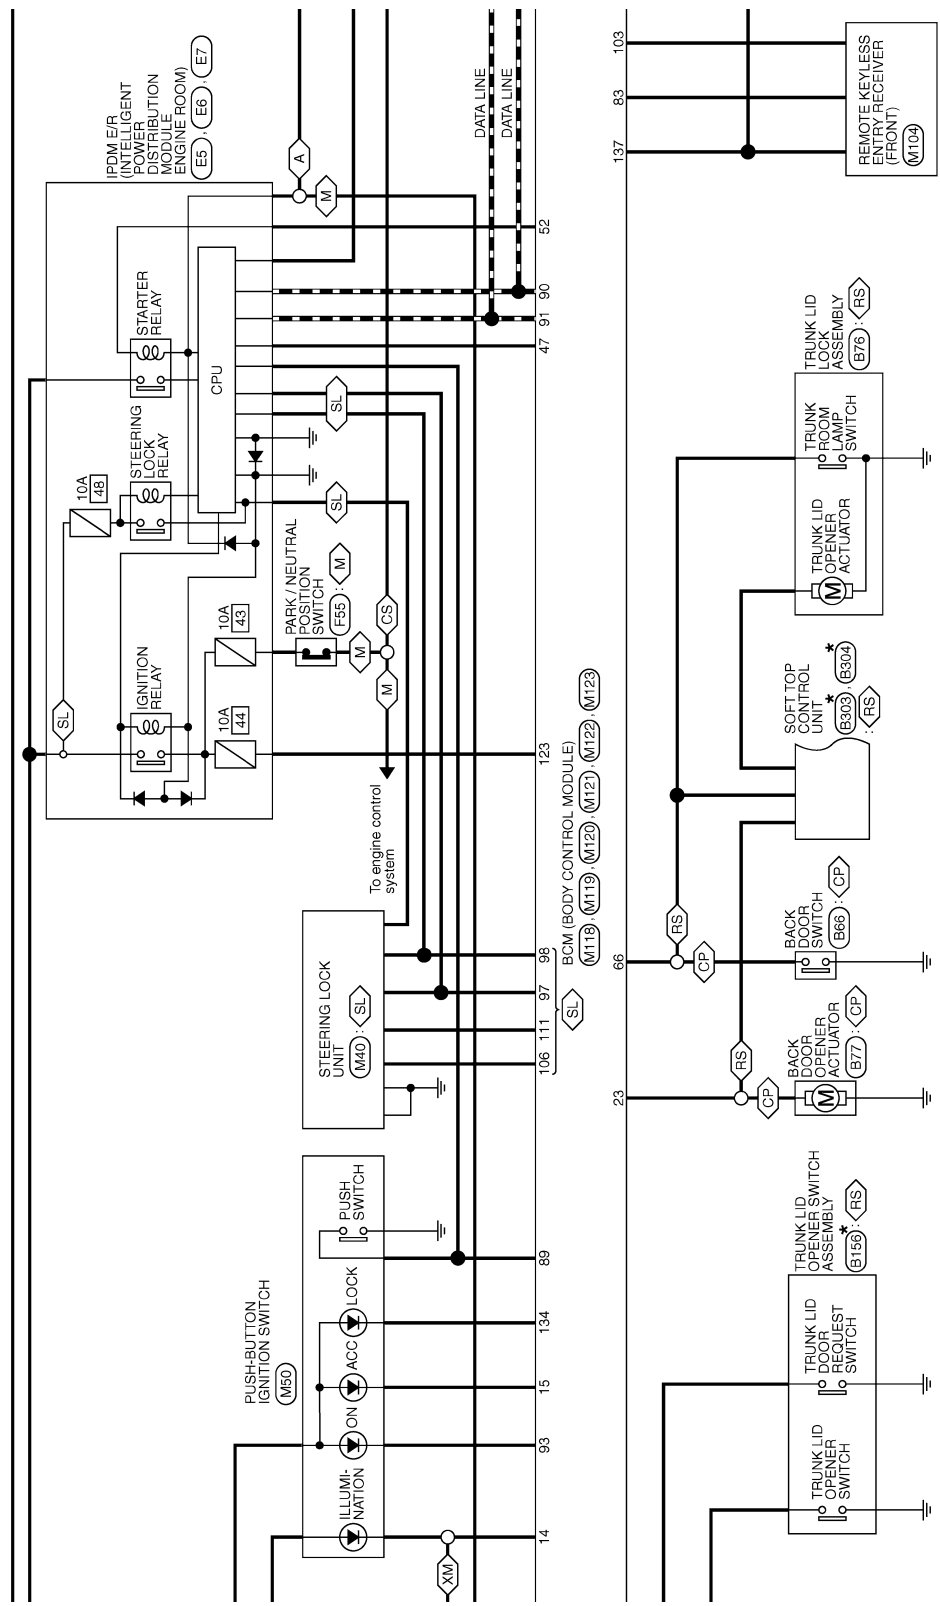 IPDM E/R
(INTELLIGENT
POWER
DISTRIBUTION
MODULE
ENGINE ROOM)
E5 , E6 , E7
A
M
STARTER
RELAY
CPU
STEERING
LOCK
RELAY
10A
48
SL
SL
SL
IGNITION
RELAY
10A
43
10A
44
PARK / NEUTRAL
POSITION
SWITCH
F55 : M
M
CS
M
To engine control
system
DATA LINE
DATA LINE
52
90
91
47
123
98
97
111
106
SL
89
134
15
93
14
BCM (BODY CONTROL MODULE)
M118 , M119 , M120 , M121 , M122 , M123
STEERING LOCK
UNIT
M40 : SL
PUSH-BUTTON
IGNITION SWITCH
M50
PUSH
SWITCH
LOCK
ACC
ON
ILLUMI-
NATION
XM
103
83
137
REMOTE KEYLESS
ENTRY RECEIVER
(FRONT)
M104
TRUNK LID
LOCK
ASSEMBLY
B76 : RS
TRUNK
ROOM
LAMP
SWITCH
TRUNK LID
OPENER
ACTUATOR
M
SOFT TOP
CONTROL
UNIT
* *
B303 , B304
: RS
66
RS
CP
BACK
DOOR
SWITCH
B66 : CP
23
RS
CP
BACK
DOOR
OPENER
ACTUATOR
B77 : CP
M
TRUNK LID
OPENER SWITCH
ASSEMBLY
*
B156 : RS
TRUNK LID
DOOR
REQUEST
SWITCH
TRUNK LID
OPENER
SWITCH